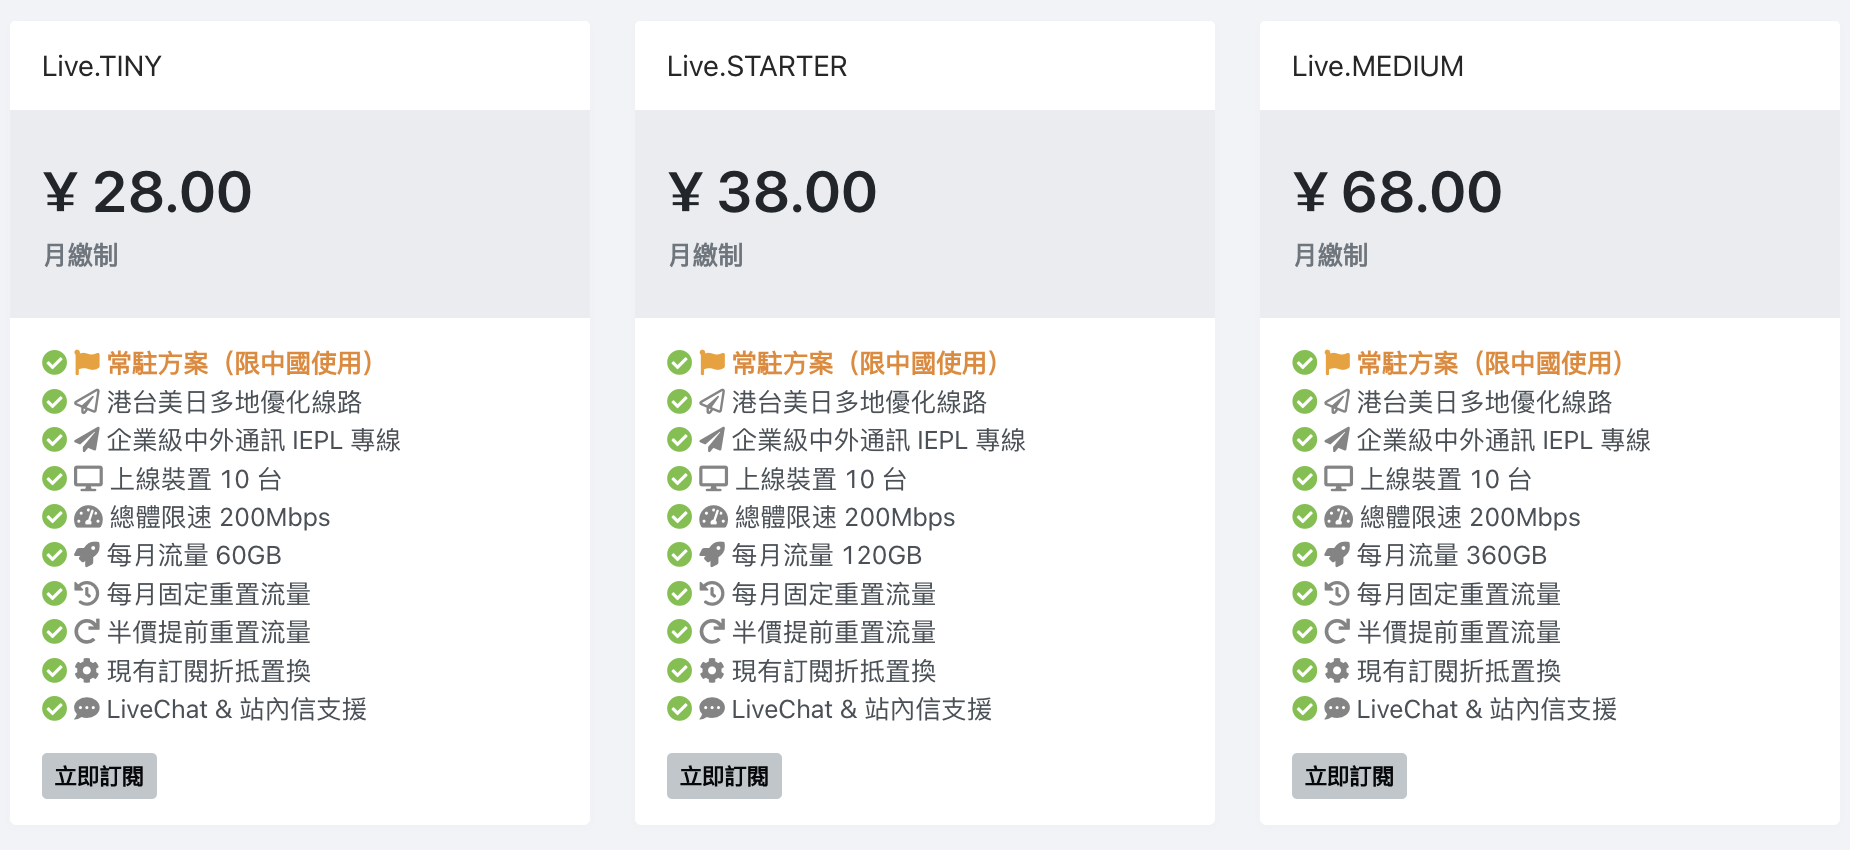 Live.TINY
¥ 28.00
月繳制
常駐方案（限中國使用）
港台美日多地優化線路
企業級中外通訊 IEPL 專線
上線裝置 10 台
總體限速 200Mbps
每月流量 60GB
每月固定重置流量
半價提前重置流量
現有訂閱折抵置換
LiveChat & 站內信支援
立即訂閱
Live.STARTER
¥ 38.00
月繳制
常駐方案（限中國使用）
港台美日多地優化線路
企業級中外通訊 IEPL 專線
上線裝置 10 台
總體限速 200Mbps
每月流量 120GB
每月固定重置流量
半價提前重置流量
現有訂閱折抵置換
LiveChat & 站內信支援
立即訂閱
Live.MEDIUM
¥ 68.00
月繳制
常駐方案（限中國使用）
港台美日多地優化線路
企業級中外通訊 IEPL 專線
上線裝置 10 台
總體限速 200Mbps
每月流量 360GB
每月固定重置流量
半價提前重置流量
現有訂閱折抵置換
LiveChat & 站內信支援
立即訂閱